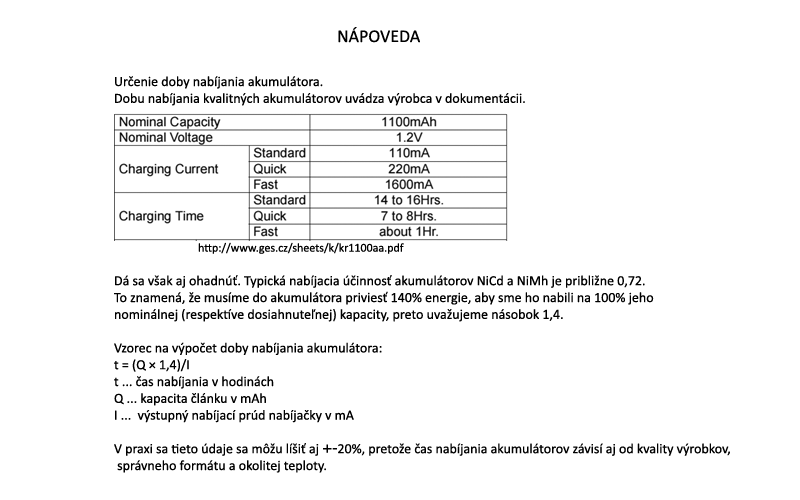 NÁPOVEDA
Určenie doby nabíjania akumulátora.
Dobu nabíjania kvalitných akumulátorov uvádza výrobca v dokumentácii.
Nominal Capacity 1100mAh
Nominal Voltage 1.2V
Charging Current Standard 110mA
Quick 220mA
Fast 1600mA
Charging Time Standard 14 to 16Hrs.
Quick 7 to 8Hrs.
Fast about 1Hr.
http://www.ges.cz/sheets/k/kr1100aa.pdf
Dá sa však aj ohadnúť. Typická nabíjacia účinnosť akumulátorov NiCd a NiMh je približne 0,72.
To znamená, že musíme do akumulátora priviesť 140% energie, aby sme ho nabili na 100% jeho
nominálnej (respektíve dosiahnuteľnej) kapacity, preto uvažujeme násobok 1,4.
Vzorec na výpočet doby nabíjania akumulátora:
t = (Q × 1,4)/I
t ... čas nabíjania v hodinách
Q ... kapacita článku v mAh
I ... výstupný nabíjací prúd nabíjačky v mA
V praxi sa tieto údaje sa môžu líšiť aj +-20%, pretože čas nabíjania akumulátorov závisí aj od kvality výrobkov,
správneho formátu a okolitej teploty.